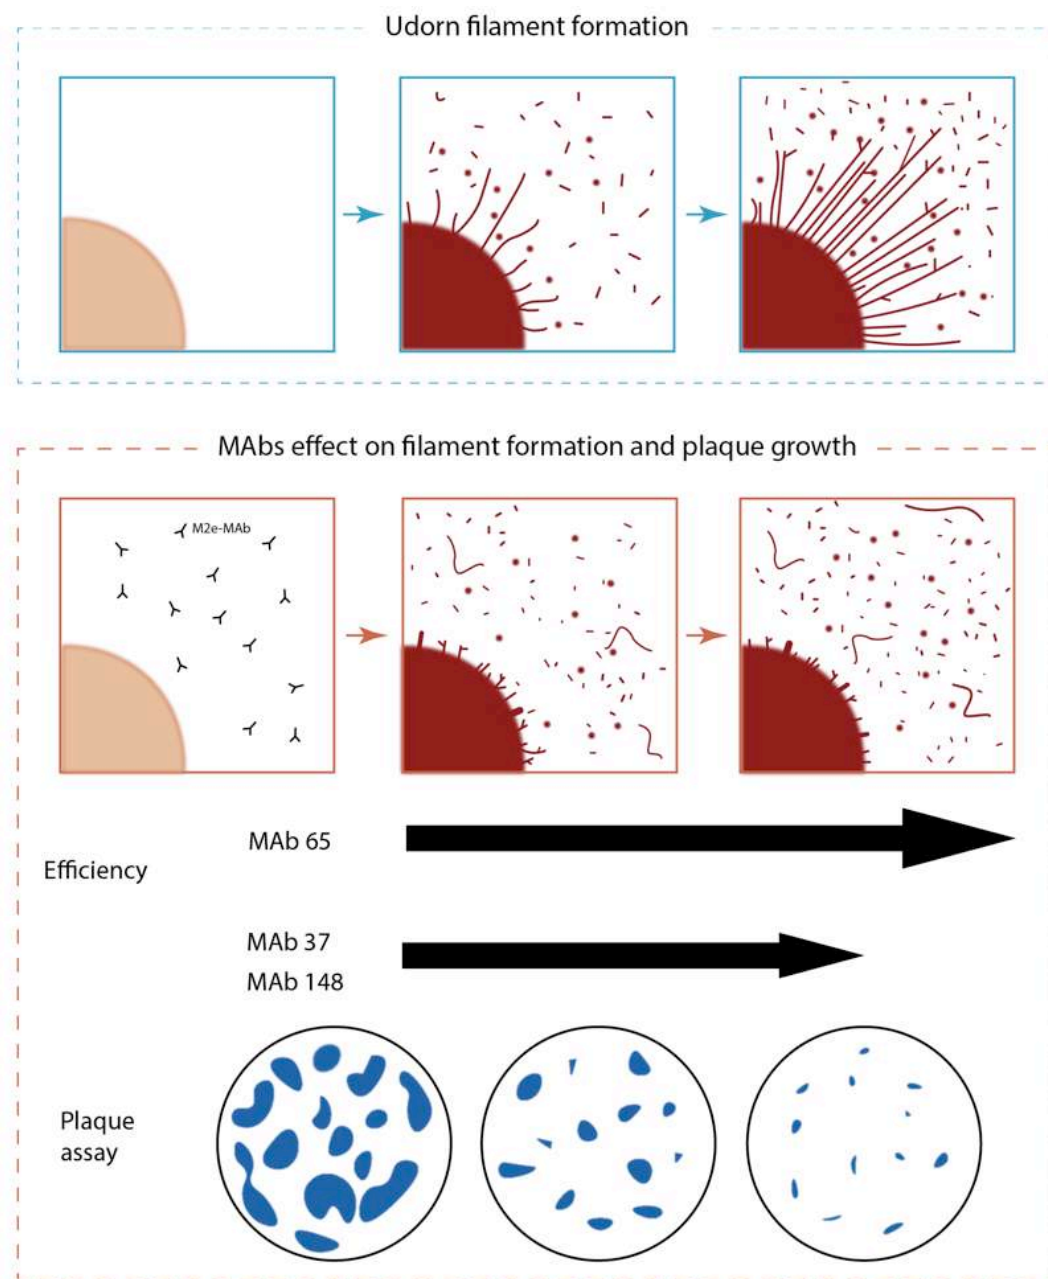 Udorn filament formation
MAbs effect on filament formation and plaque growth
M2e-MAb
MAb 65
Efficiency
MAb 37
MAb 148
Plaque
assay